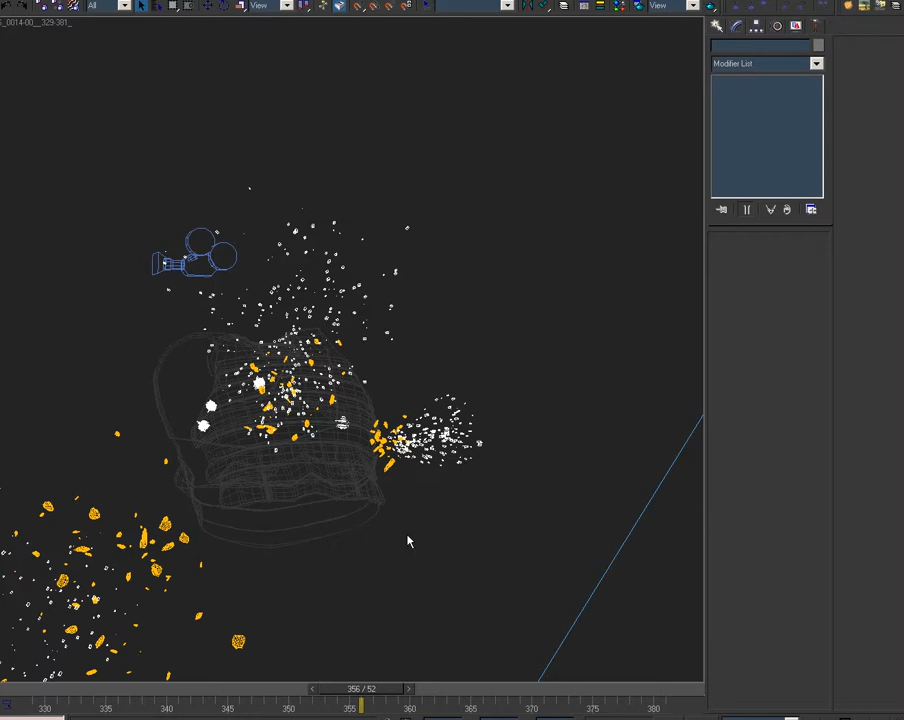 All
View
View
_0014-00__329-381_
Modifier List
356 / 52
330 335 340 345 350 355 360 365 370 375 380